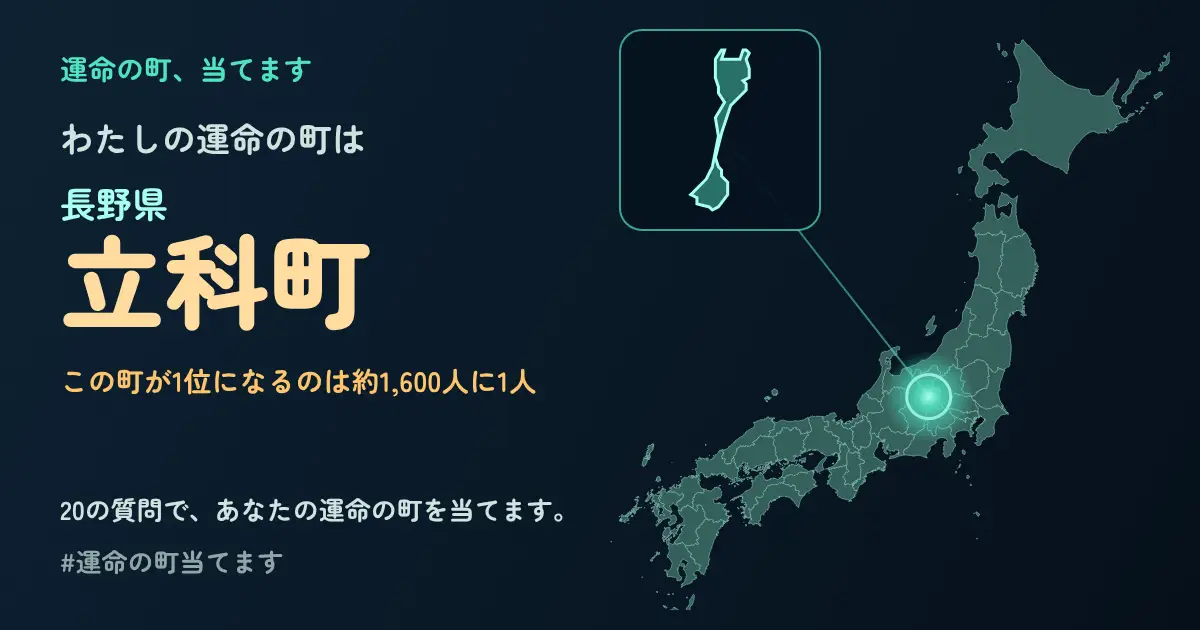 運命の町、当てます
わたしの運命の町は
長野県
立科町
この町が1位になるのは約1,600人に1人
20の質問で、あなたの運命の町を当てます。
#運命の町当てます